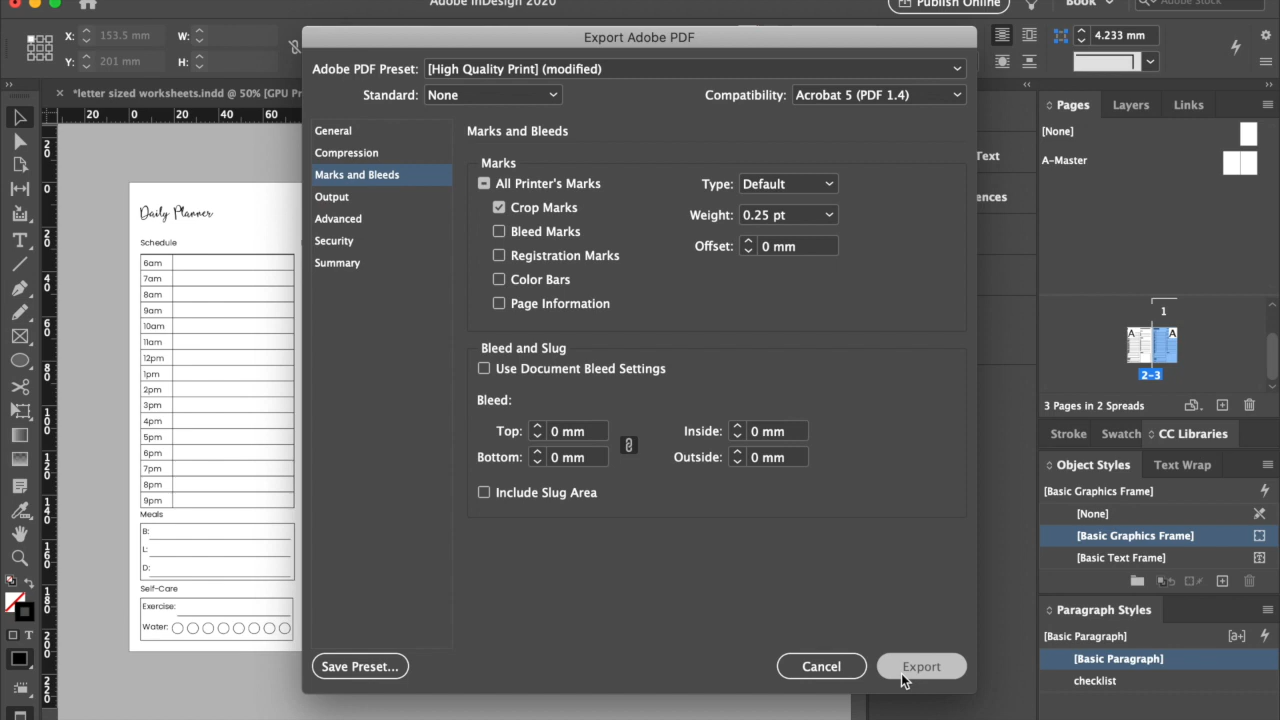 Adobe InDesign 2020
Publish Online
Book
Adobe Stock
X: 153.5 mm W:
Y: 201 mm H:
4.233 mm
*letter sized worksheets.indd @ 50% [GPU Pr
20 0 20 40 60
Daily Planner
Schedule
6am
7am
8am
9am
10am
11am
12pm
1pm
2pm
3pm
4pm
5pm
6pm
7pm
8pm
9pm
Meals
B:
L:
D:
Self-Care
Exercise:
Water:
Export Adobe PDF
Adobe PDF Preset: [High Quality Print] (modified)
Standard: None
Compatibility: Acrobat 5 (PDF 1.4)
General
Compression
Marks and Bleeds
Output
Advanced
Security
Summary
Marks and Bleeds
Marks
All Printer's Marks
Crop Marks
Bleed Marks
Registration Marks
Color Bars
Page Information
Type: Default
Weight: 0.25 pt
Offset: 0 mm
Bleed and Slug
Use Document Bleed Settings
Bleed:
Top: 0 mm
Bottom: 0 mm
Inside: 0 mm
Outside: 0 mm
Include Slug Area
Save Preset...
Cancel
Export
Text
ences
Pages
Layers
Links
[None]
A-Master
1
A A
2-3
3 Pages in 2 Spreads
Stroke
Swatch
CC Libraries
Object Styles
Text Wrap
[Basic Graphics Frame]
[None]
[Basic Graphics Frame]
[Basic Text Frame]
Paragraph Styles
[Basic Paragraph]
[a+]
[Basic Paragraph]
checklist